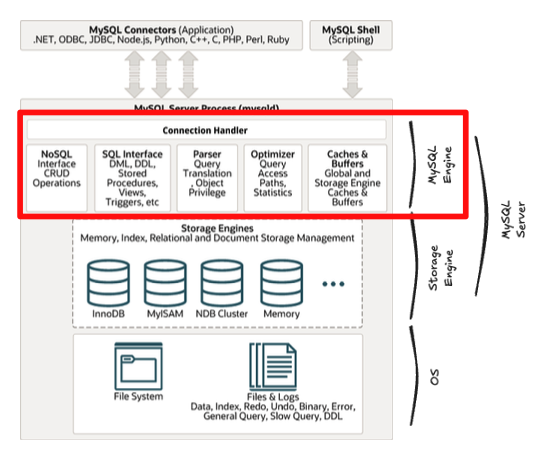 MySQL Connectors (Application)
.NET, ODBC, JDBC, Node.js, Python, C++, C, PHP, Perl, Ruby
MySQL Shell
(Scripting)
MySQL Server Process (mysqld)
Connection Handler
NoSQL
Interface
CRUD
Operations
SQL Interface
DML, DDL,
Stored
Procedures,
Views,
Triggers, etc
Parser
Query
Translation
, Object
Privilege
Optimizer
Query
Access
Paths,
Statistics
Caches &
Buffers
Global and
Storage Engine
Caches &
Buffers
MySQL
Engine
Storage Engines
Memory, Index, Relational and Document Storage Management
InnoDB
MyISAM
NDB Cluster
Memory
...
Storage
Engine
MySQL
Server
File System
Files & Logs
Data, Index, Redo, Undo, Binary, Error,
General Query, Slow Query, DDL
OS